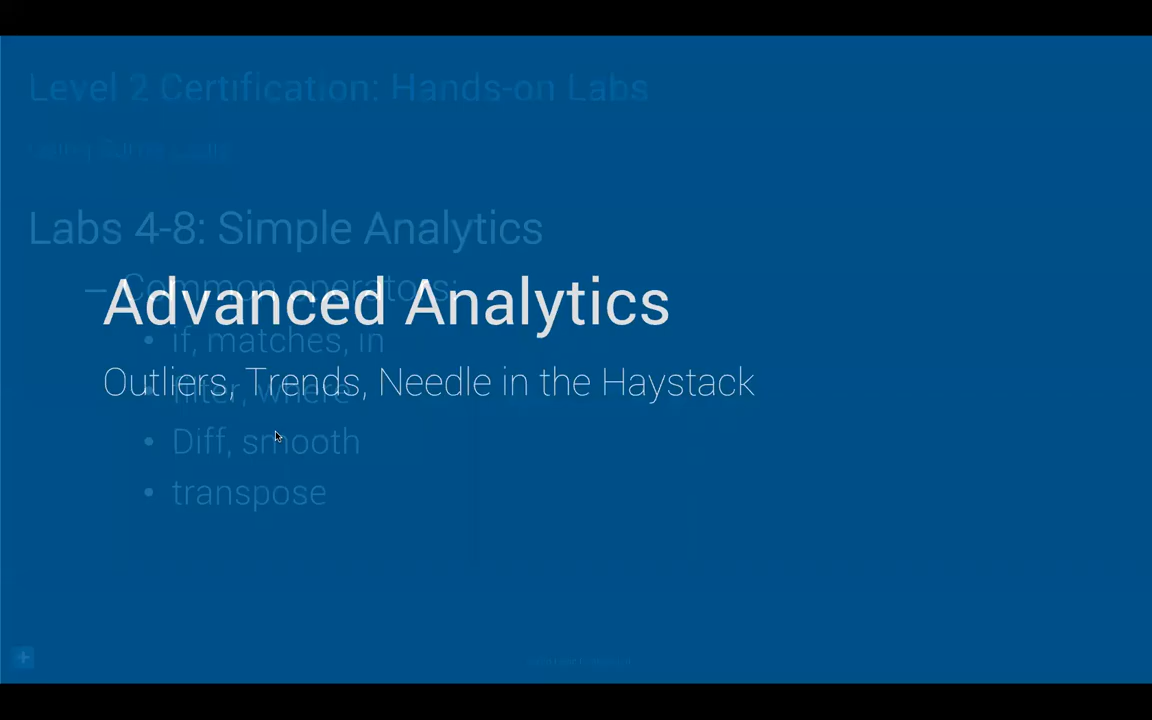 Level 2 Certification: Hands-on Labs
Labs 4-8: Simple Analytics
– Common operators:
Advanced Analytics
• if, matches, in
Outliers, Trends, Needle in the Haystack
• filter, where
• Diff, smooth
• transpose